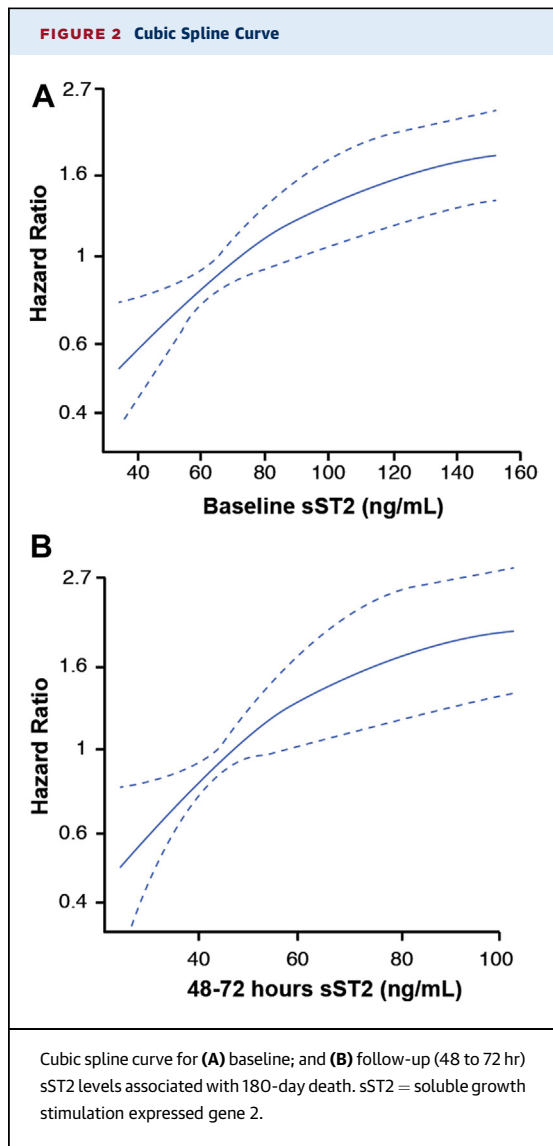 FIGURE 2 Cubic Spline Curve
A
2.7
1.6
1
0.6
0.4
Hazard Ratio
40 60 80 100 120 140 160
Baseline sST2 (ng/mL)
B
2.7
1.6
1
0.6
0.4
Hazard Ratio
40 60 80 100
48-72 hours sST2 (ng/mL)
Cubic spline curve for (A) baseline; and (B) follow-up (48 to 72 hr)
sST2 levels associated with 180-day death. sST2 = soluble growth
stimulation expressed gene 2.